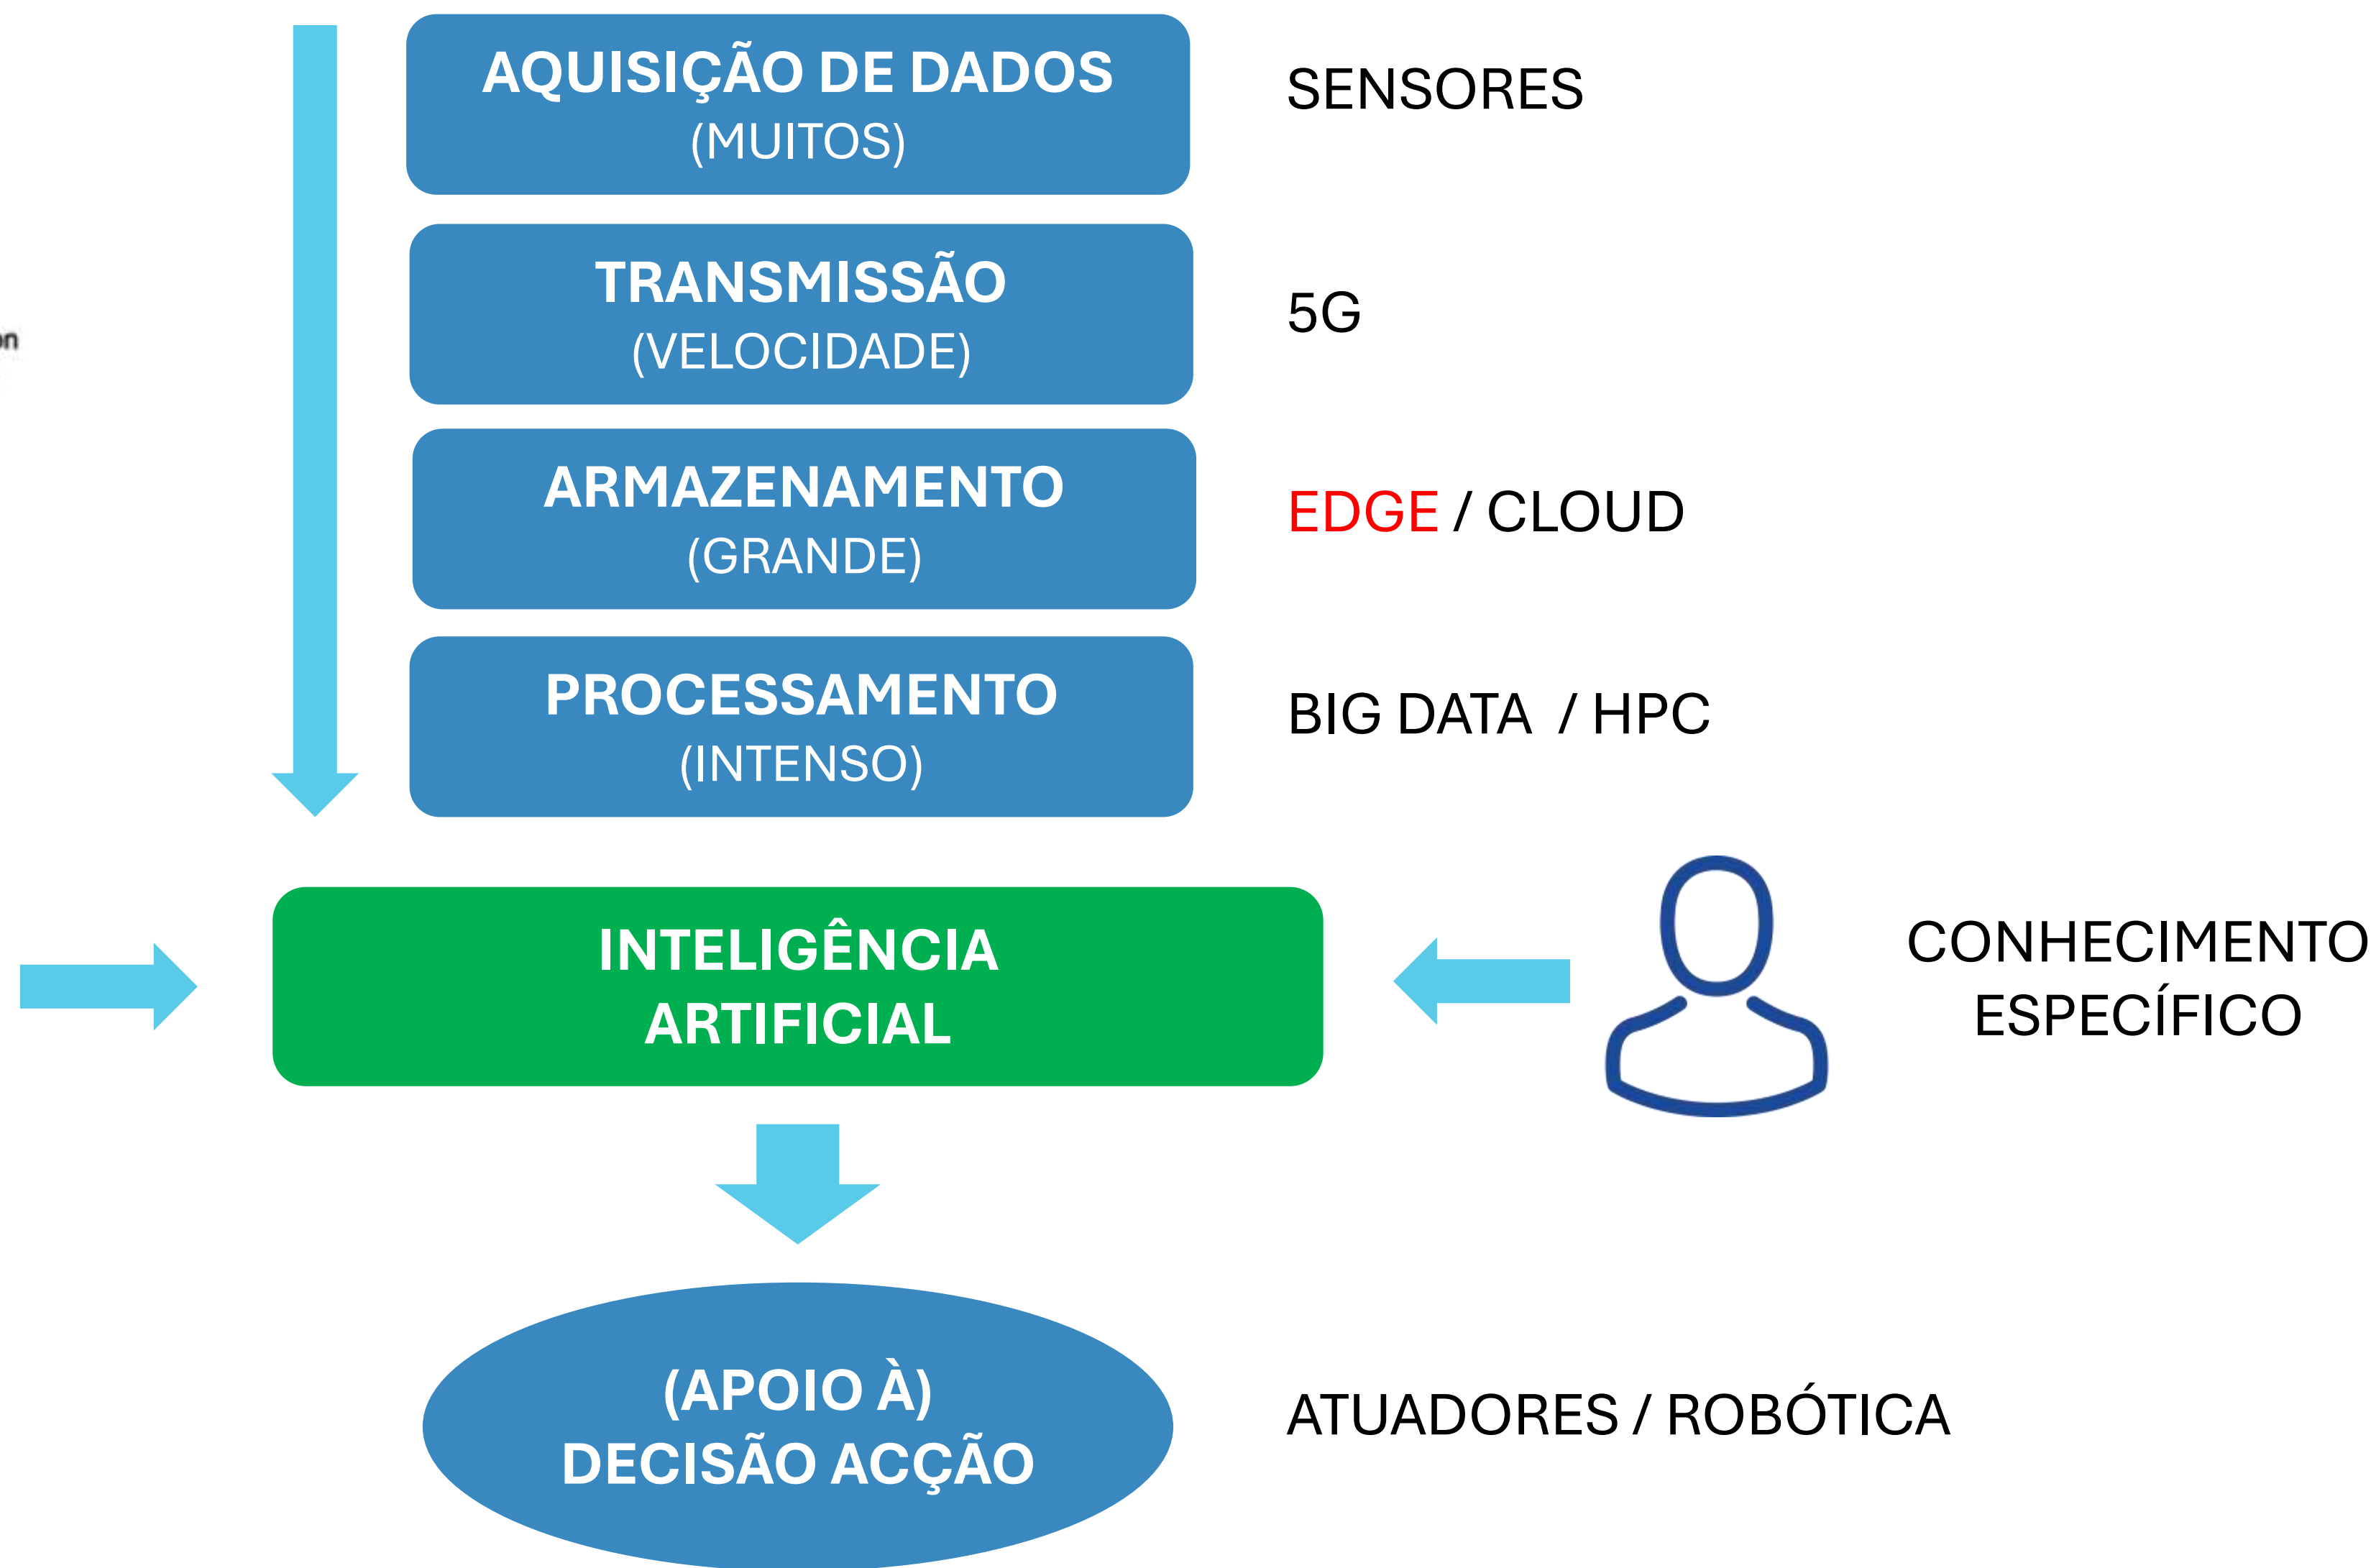 AQUISIÇÃO DE DADOS
(MUITOS)
SENSORES
TRANSMISSÃO
(VELOCIDADE)
5G
ARMAZENAMENTO
(GRANDE)
EDGE / CLOUD
PROCESSAMENTO
(INTENSO)
BIG DATA / HPC
INTELIGÊNCIA
ARTIFICIAL
CONHECIMENTO
ESPECÍFICO
(APOIO À)
DECISÃO ACÇÃO
ATUADORES / ROBÓTICA